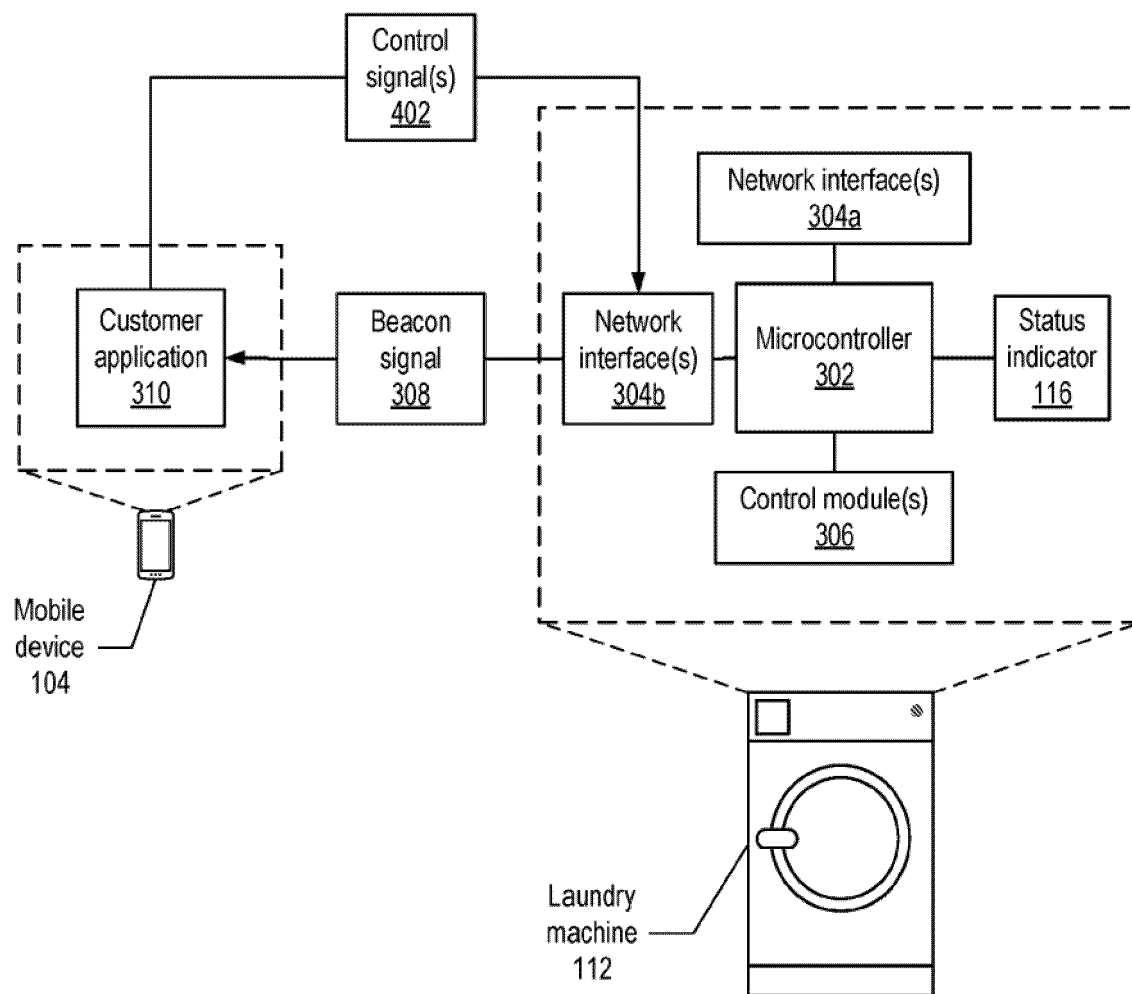 Control
signal(s)
402
Network interface(s)
304a
Customer
application
310
Beacon
signal
308
Network
interface(s)
304b
Microcontroller
302
Status
indicator
116
Control module(s)
306
Mobile
device
104
Laundry
machine
112